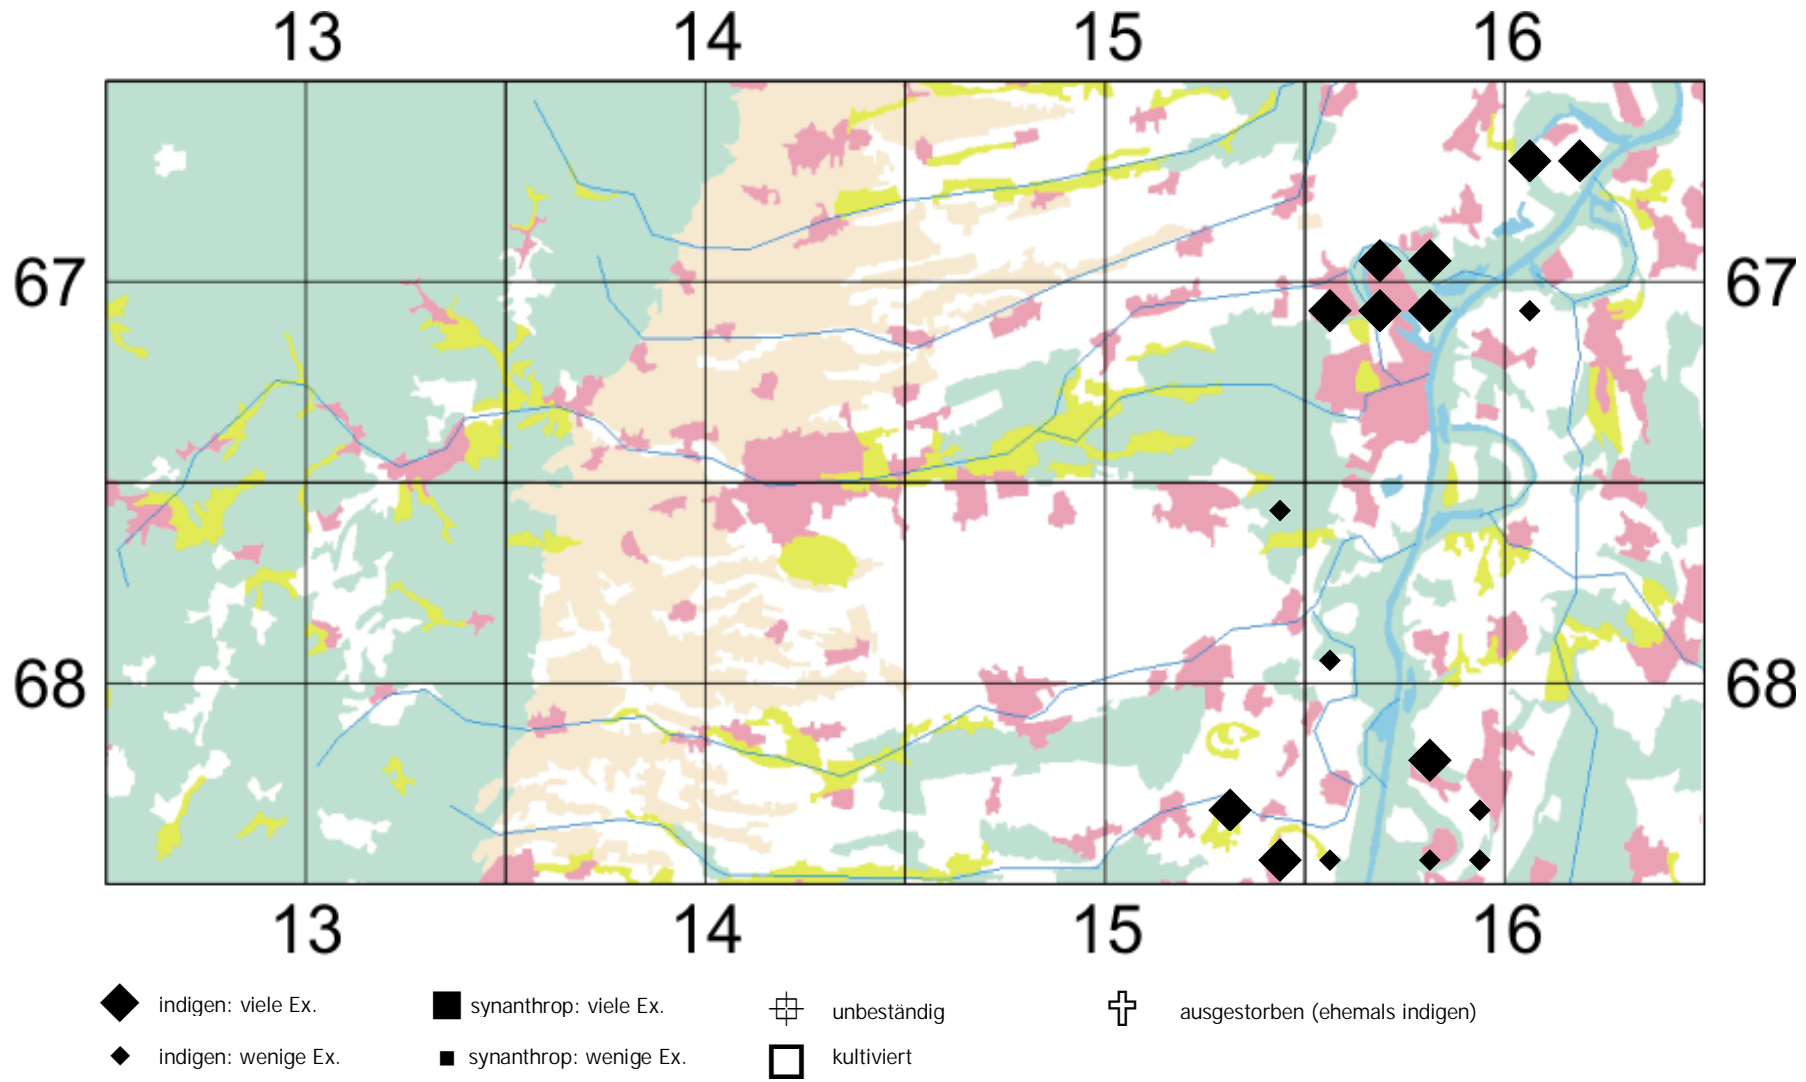 13 14 15 16
67 67
68 68
13 14 15 16
indigen: viele Ex. synanthrop: viele Ex. unbeständig ausgestorben (ehemals indigen)
indigen: wenige Ex. synanthrop: wenige Ex. kultiviert